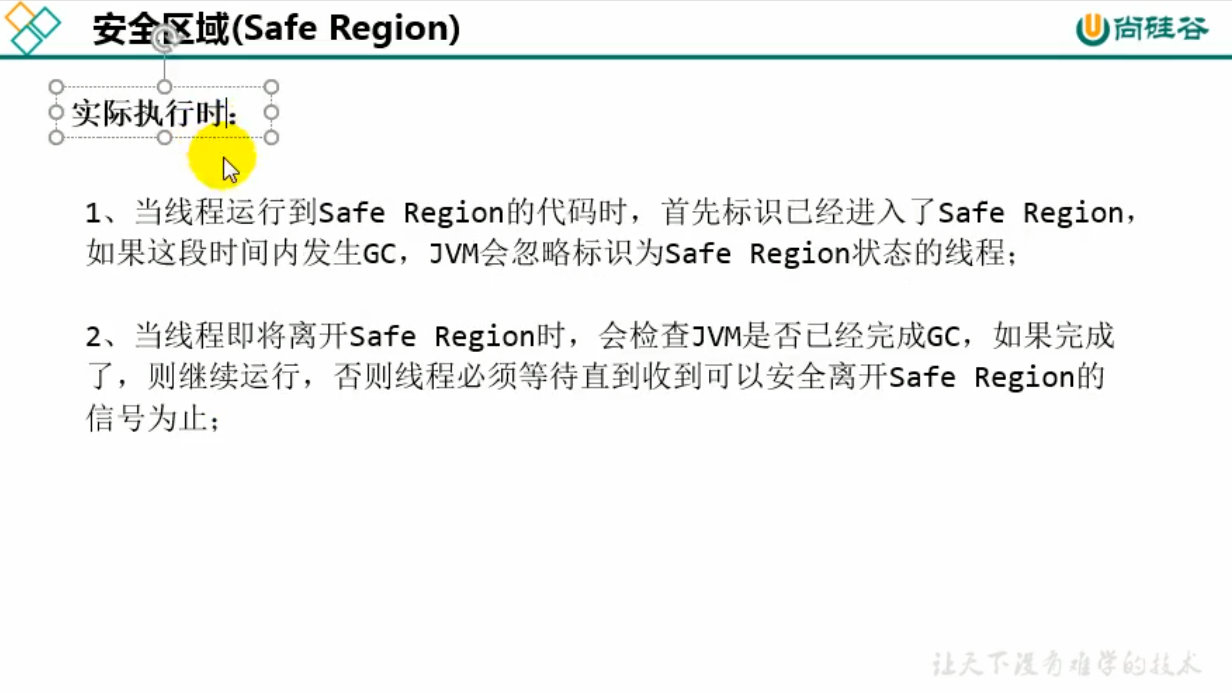 安全区域(Safe Region)
尚硅谷
实际执行时：
1、当线程运行到Safe Region的代码时，首先标识已经进入了Safe Region，
如果这段时间内发生GC，JVM会忽略标识为Safe Region状态的线程；
2、当线程即将离开Safe Region时，会检查JVM是否已经完成GC，如果完成
了，则继续运行，否则线程必须等待直到收到可以安全离开Safe Region的
信号为止；
让天下没有难学的技术